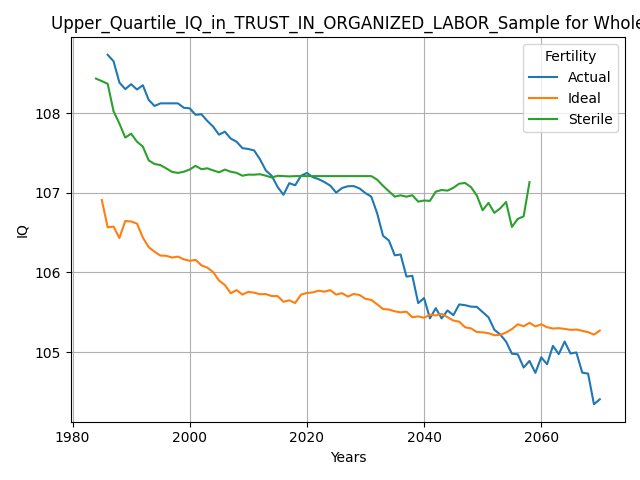 Upper_Quartile_IQ_in_TRUST_IN_ORGANIZED_LABOR_Sample for Whole
Fertility
Actual
Ideal
Sterile
108
107
106
105
IQ
1980
2000
2020
2040
2060
Years